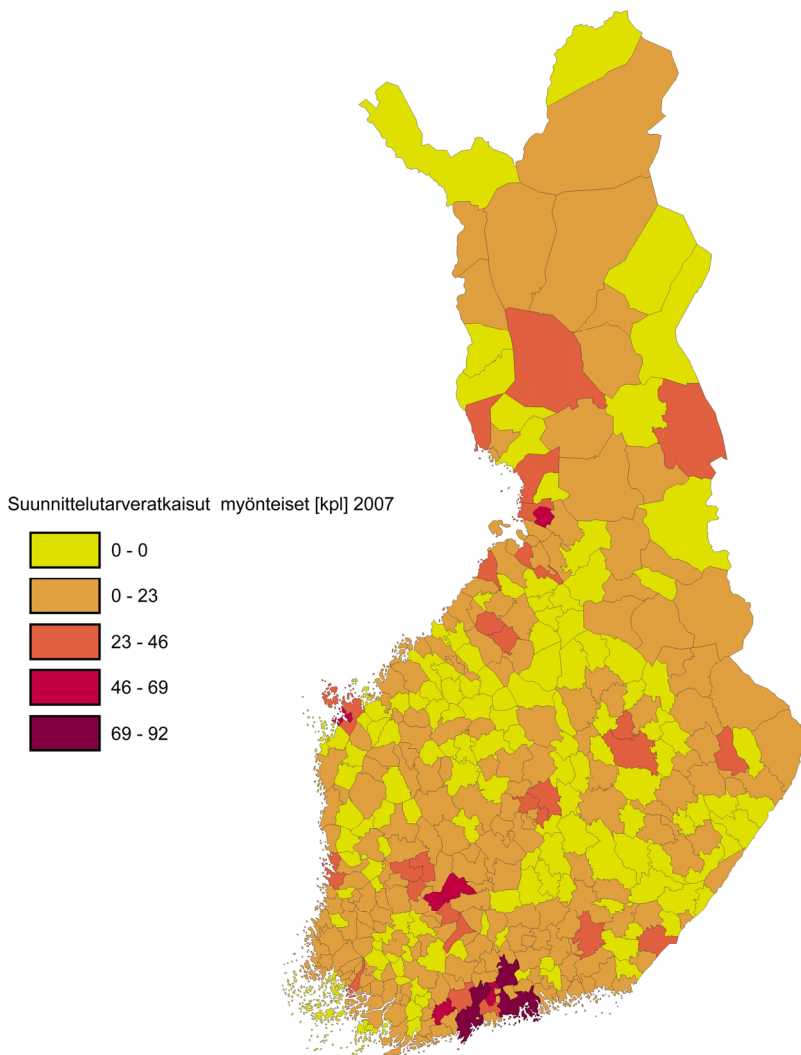 Suunnittelutarveratkaisut myönteiset [kpl] 2007
0 - 0
0 - 23
23 - 46
46 - 69
69 - 92